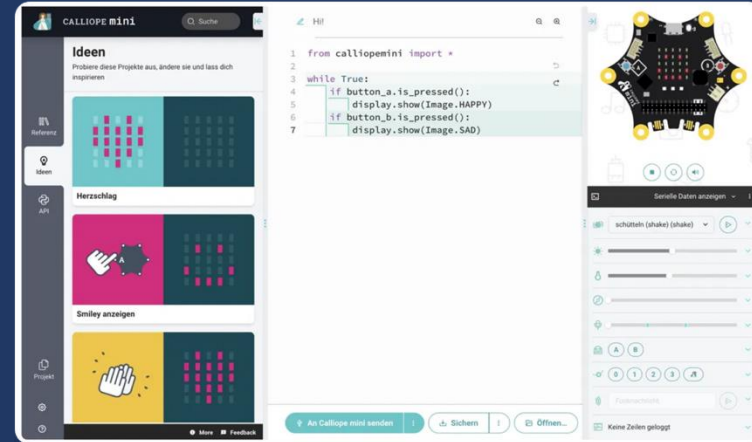 CALLIOPE mini
Suche
Referenz
Ideen
API
Projekt
Ideen
Probiere diese Projekte aus, ändere sie und lass dich
inspirieren
Herzschlag
A
Smiley anzeigen
More
Feedback
Hi!
1 from calliopemini import *
2
3 while True:
4 if button_a.is_pressed():
5 display.show(Image.HAPPY)
6 if button_b.is_pressed():
7 display.show(Image.SAD)
An Calliope mini senden
Sichern
Öffnen...
A B
mini
Serielle Daten anzeigen
schütteln (shake) (shake)
A B
0 1 2 3
Funknachricht
Keine Zeilen geloggt